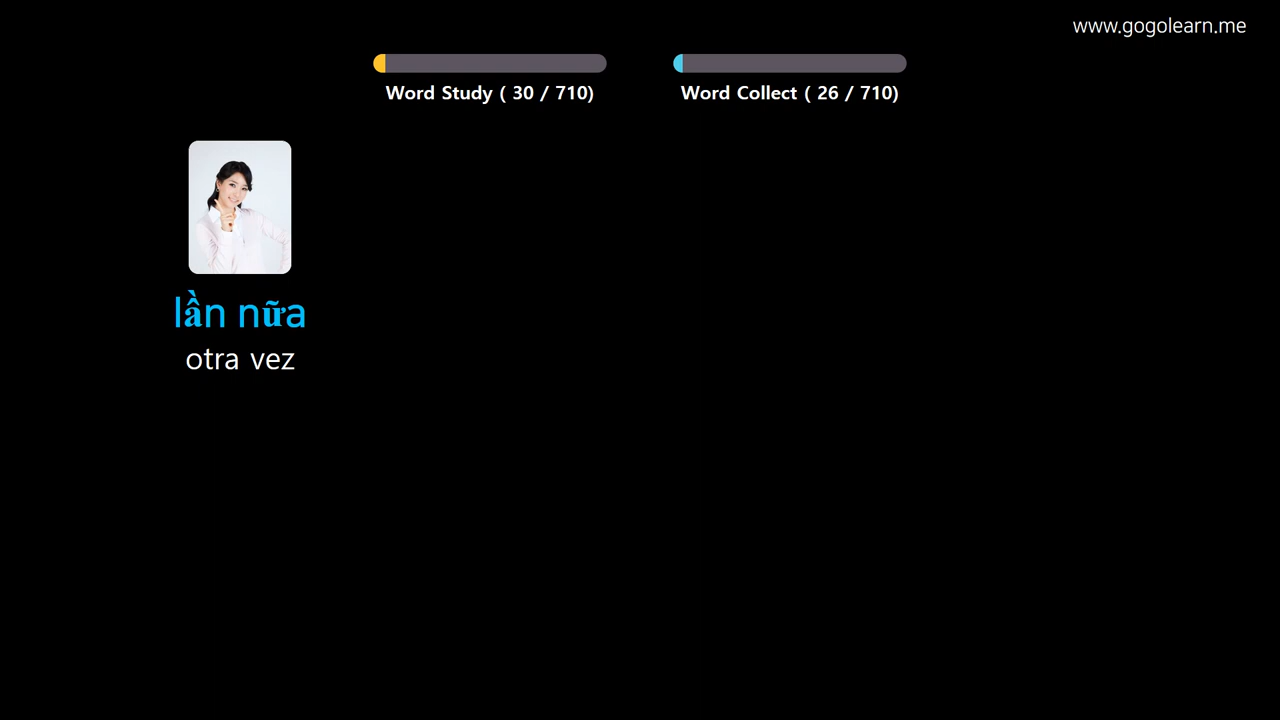 www.gogolearn.me
Word Study ( 30 / 710)
Word Collect ( 26 / 710)
lần nữa
otra vez